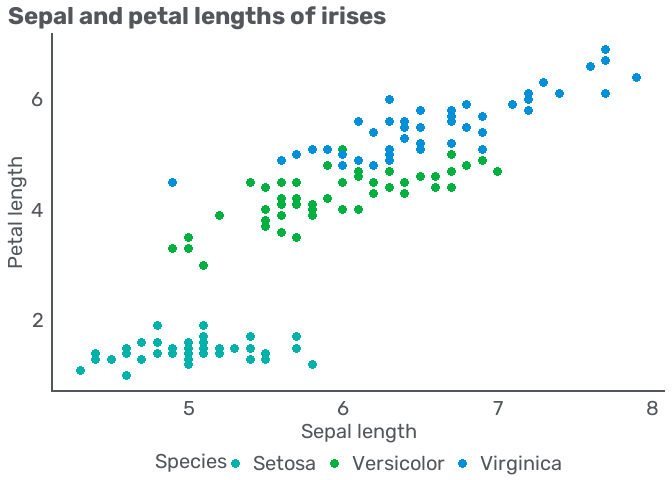 Sepal and petal lengths of irises
Petal length
6
4
2
5 6 7 8
Sepal length
Species Setosa Versicolor Virginica